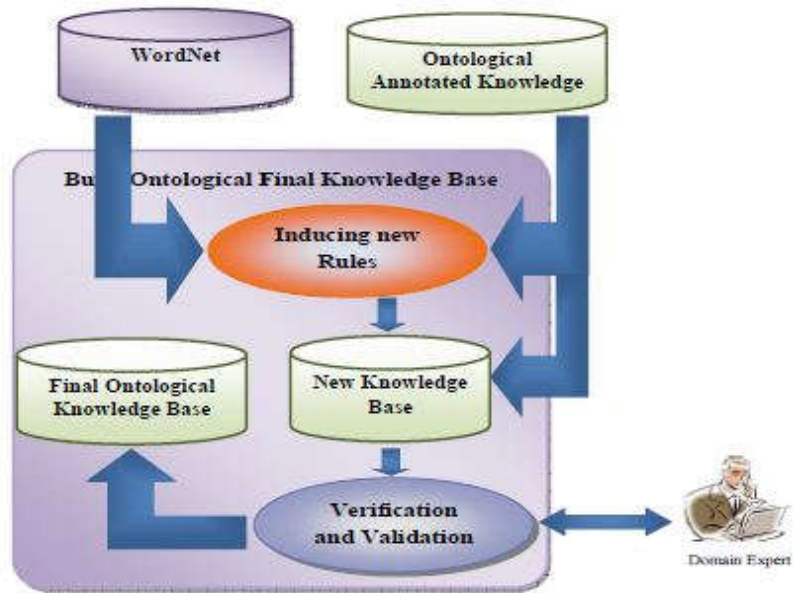 WordNet
Ontological
Annotated Knowledge
Ontological Final Knowledge Base
Inducing new
Rules
Final Ontological
Knowledge Base
New Knowledge
Base
Verification
and Validation
Domain Expert